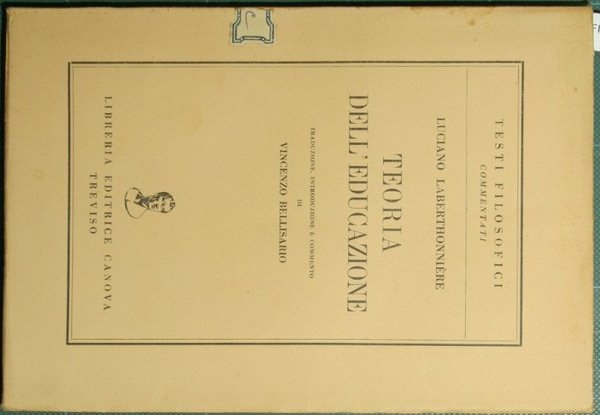 TESTI FILOSOFICI
COMMENTATI
LUCIANO LABERTHONNIÈRE
TEORIA
DELL'EDUCAZIONE
TRADUZIONE, INTRODUZIONE E COMMENTO
DI
VINCENZO BELLISARIO
LIBRERIA EDITRICE CANOVA
TREVISO